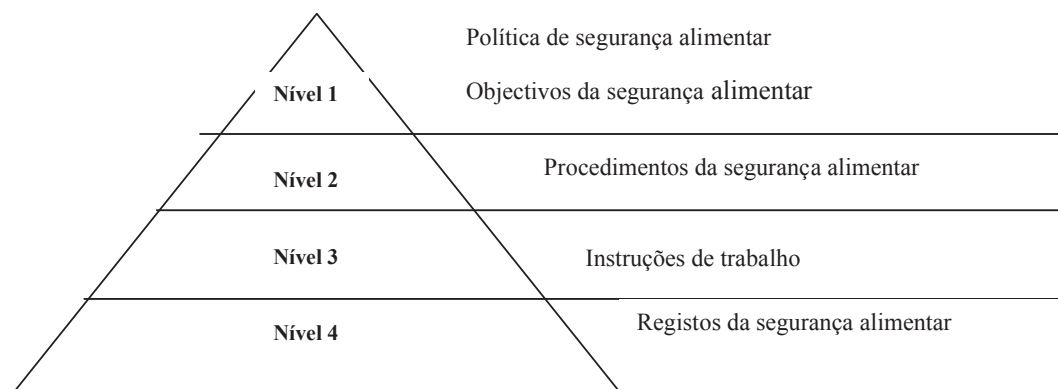 Política de segurança alimentar
Nível 1
Objectivos da segurança alimentar
Nível 2
Procedimentos da segurança alimentar
Nível 3
Instruções de trabalho
Nível 4
Registos da segurança alimentar